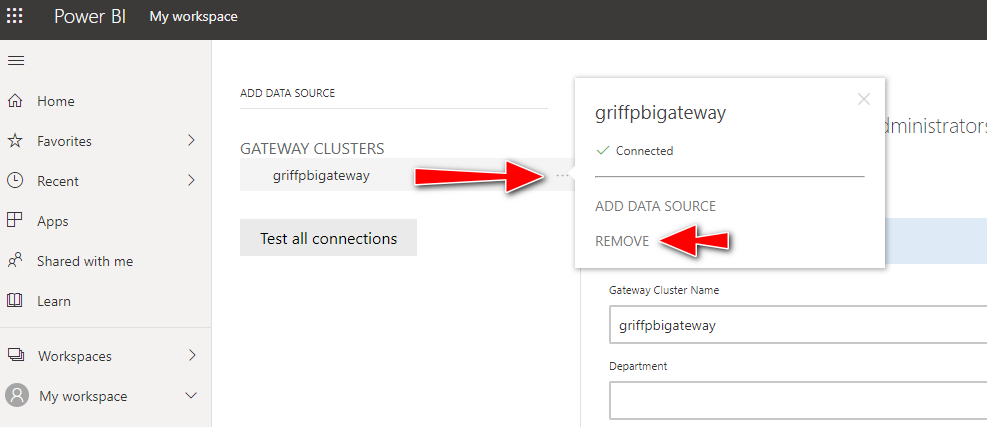 Power BI My workspace
Home
Favorites
Recent
Apps
Shared with me
Learn
Workspaces
My workspace
ADD DATA SOURCE
GATEWAY CLUSTERS
griffpbigateway
Test all connections
griffpbigateway
Connected
ADD DATA SOURCE
REMOVE
dministrators
Gateway Cluster Name
griffpbigateway
Department